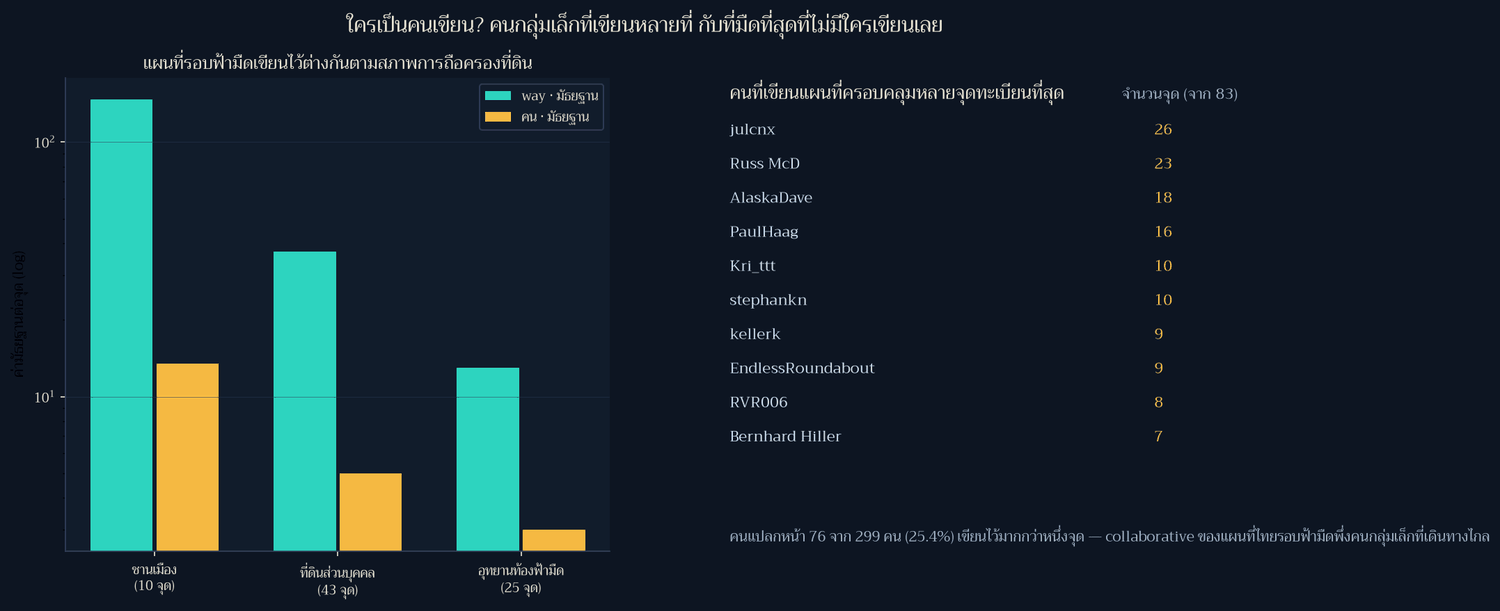 ใครเป็นคนเขียน? คนกลุ่มเล็กที่เขียนหลายที่ กับที่มืดที่สุดที่ไม่มีใครเขียนเลย
แผนที่รอบฟ้ามืดเขียนไว้ต่างกันตามสภาพการถือครองที่ดิน
way · มัธยฐาน
คน · มัธยฐาน
10²
10¹
ค่ามัธยฐานต่อจุด (log)
ชานเมือง
(10 จุด)
ที่ดินส่วนบุคคล
(43 จุด)
อุทยานท้องฟ้ามืด
(25 จุด)
คนที่เขียนแผนที่ครอบคลุมหลายจุดทะเบียนที่สุด จำนวนจุด (จาก 83)
julcnx 26
Russ McD 23
AlaskaDave 18
PaulHaag 16
Kri_ttt 10
stephankn 10
kellerk 9
EndlessRoundabout 9
RVR006 8
Bernhard Hiller 7
คนแปลกหน้า 76 จาก 299 คน (25.4%) เขียนไว้มากกว่าหนึ่งจุด — collaborative ของแผนที่ไทยรอบฟ้ามืดพึ่งคนกลุ่มเล็กที่เดินทางไกล